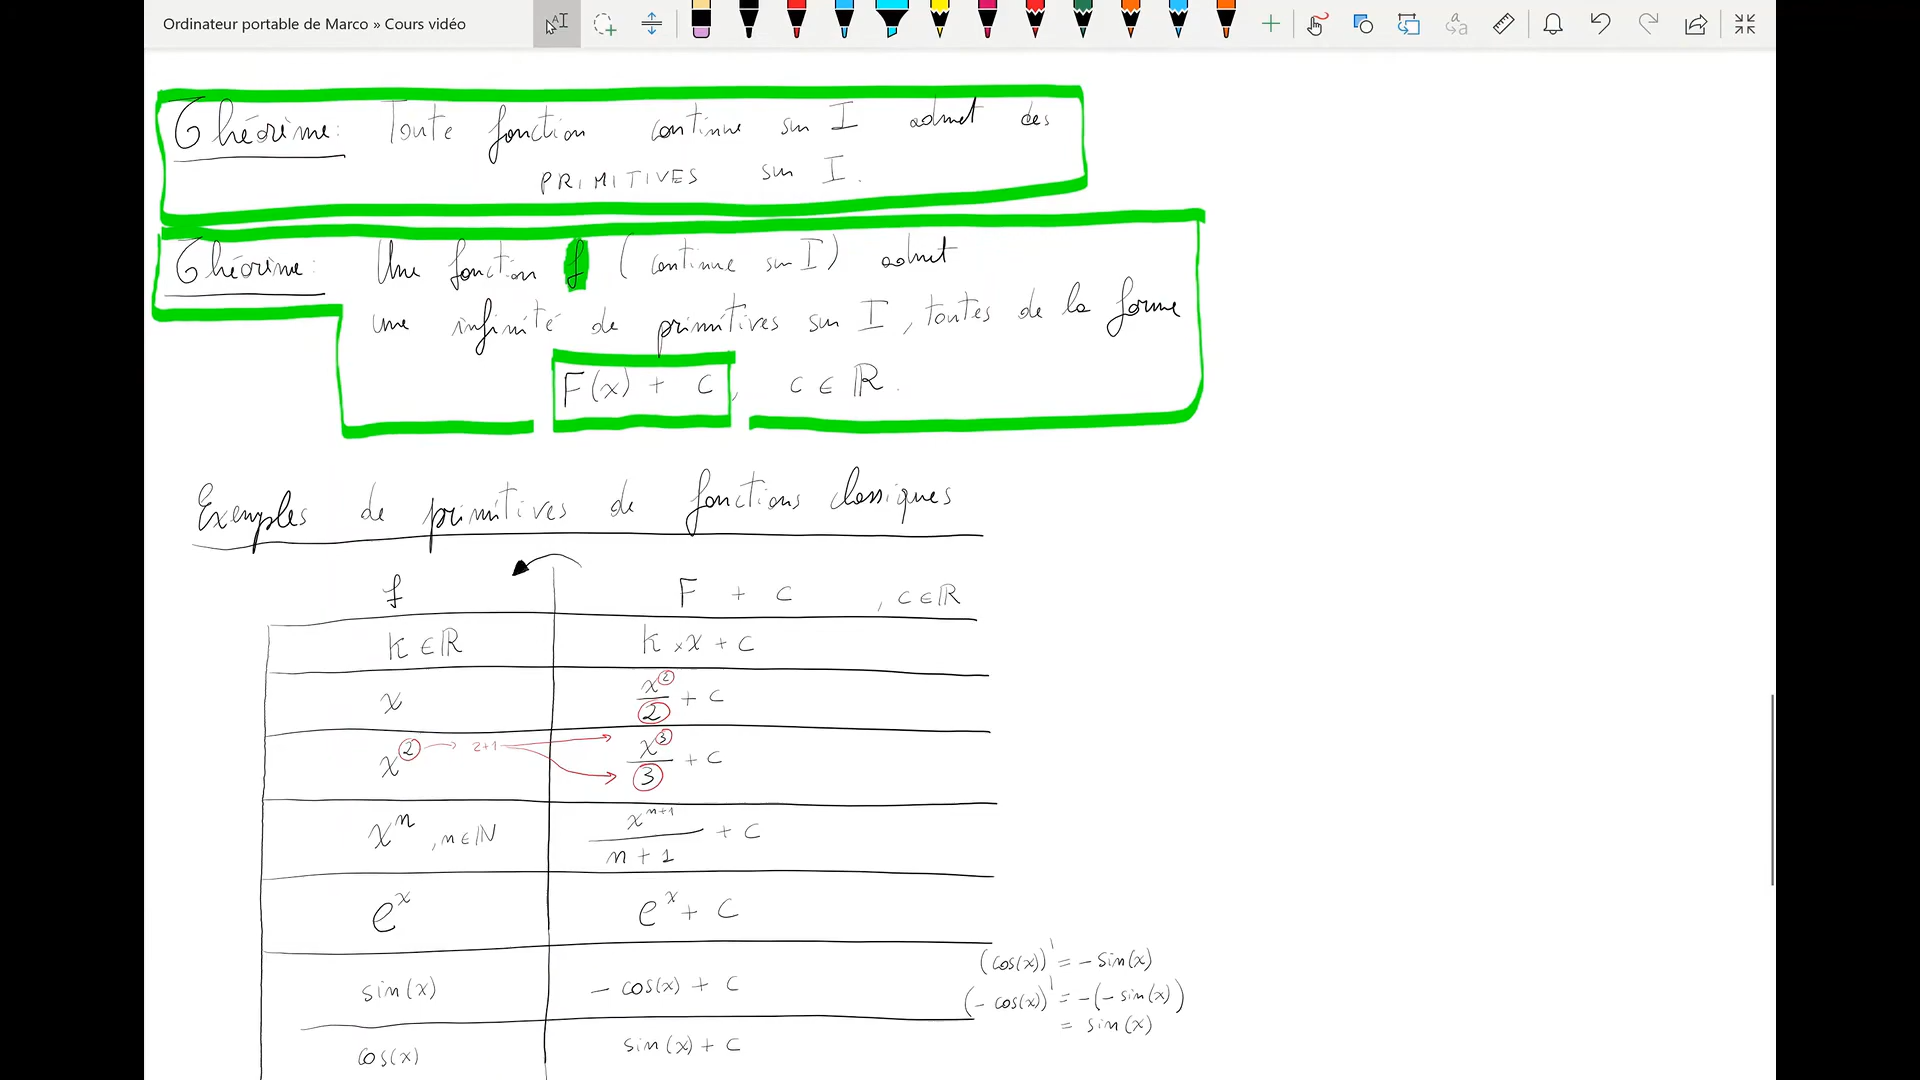 Ordinateur portable de Marco » Cours vidéo
Théorème: Toute fonction continue sur I admet des
PRIMITIVES sur I.
Théorème: Une fonction f (continue sur I) admet
une infinité de primitives sur I, toutes de la forme
F(x) + c, c ∈ ℝ.
Exemples de primitives de fonctions classiques
f F + c , c ∈ ℝ
k ∈ ℝ k × x + c
x x²/2 + c
x² → 2+1 x³/3 + c
xⁿ, n ∈ ℕ xⁿ⁺¹/(n + 1) + c
eˣ eˣ + c
(cos(x))' = - sin(x)
sin(x) - cos(x) + c
(- cos(x))' = -(- sin(x))
= sin(x)
cos(x) sin(x) + c